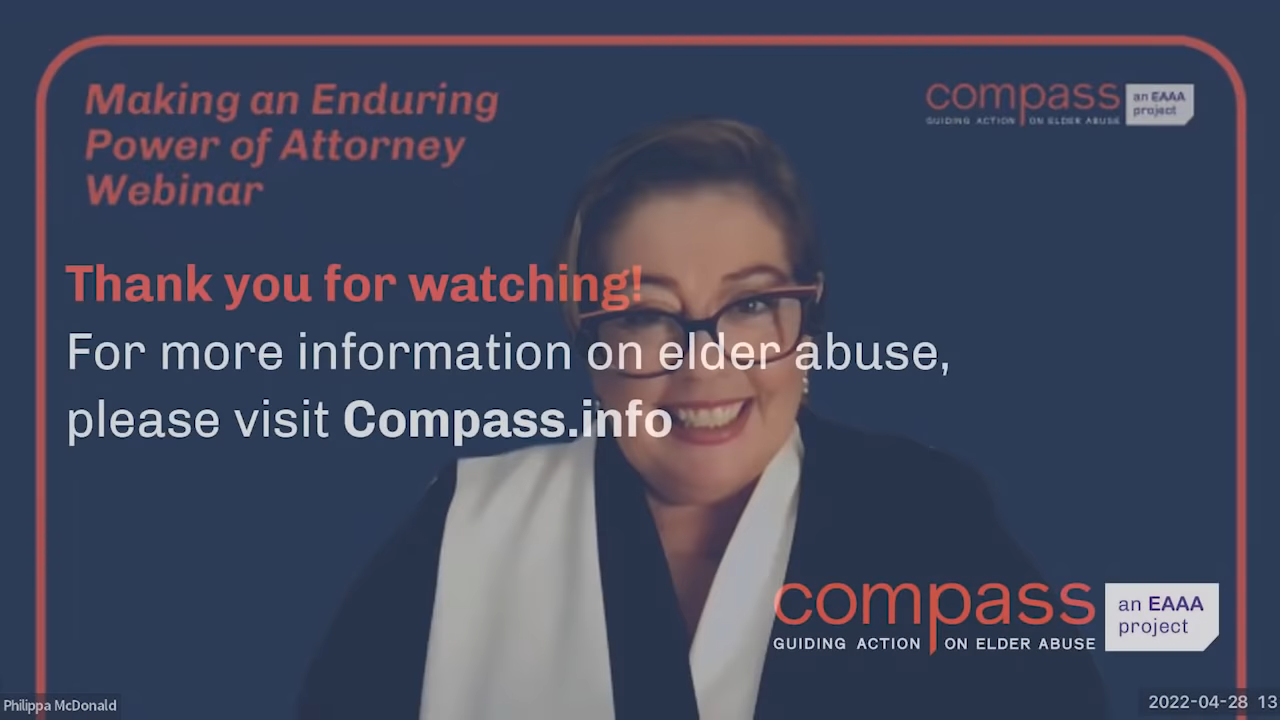 Making an Enduring
Power of Attorney
Webinar
compass
GUIDING ACTION ON ELDER ABUSE
an EAAA
project
Thank you for watching!
For more information on elder abuse,
please visit Compass.info
compass
GUIDING ACTION ON ELDER ABUSE
an EAAA
project
Philippa McDonald
2022-04-28 13